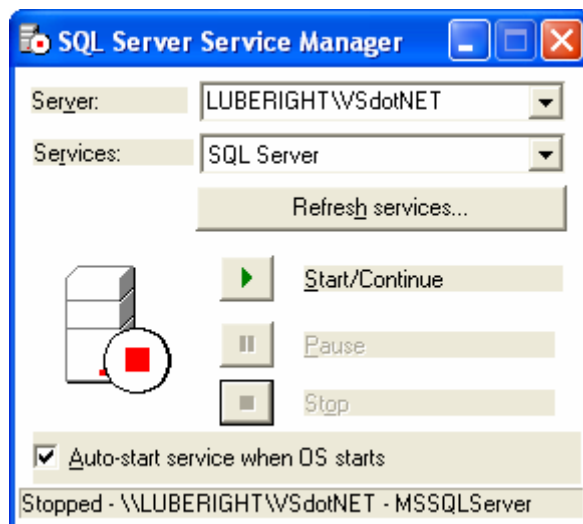 SQL Server Service Manager
Server:
LUBERIGHT\VSdotNET
Services:
SQL Server
Refresh services...
Start/Continue
Pause
Stop
Auto-start service when OS starts
Stopped - \\LUBERIGHT\VSdotNET - MSSQLServer